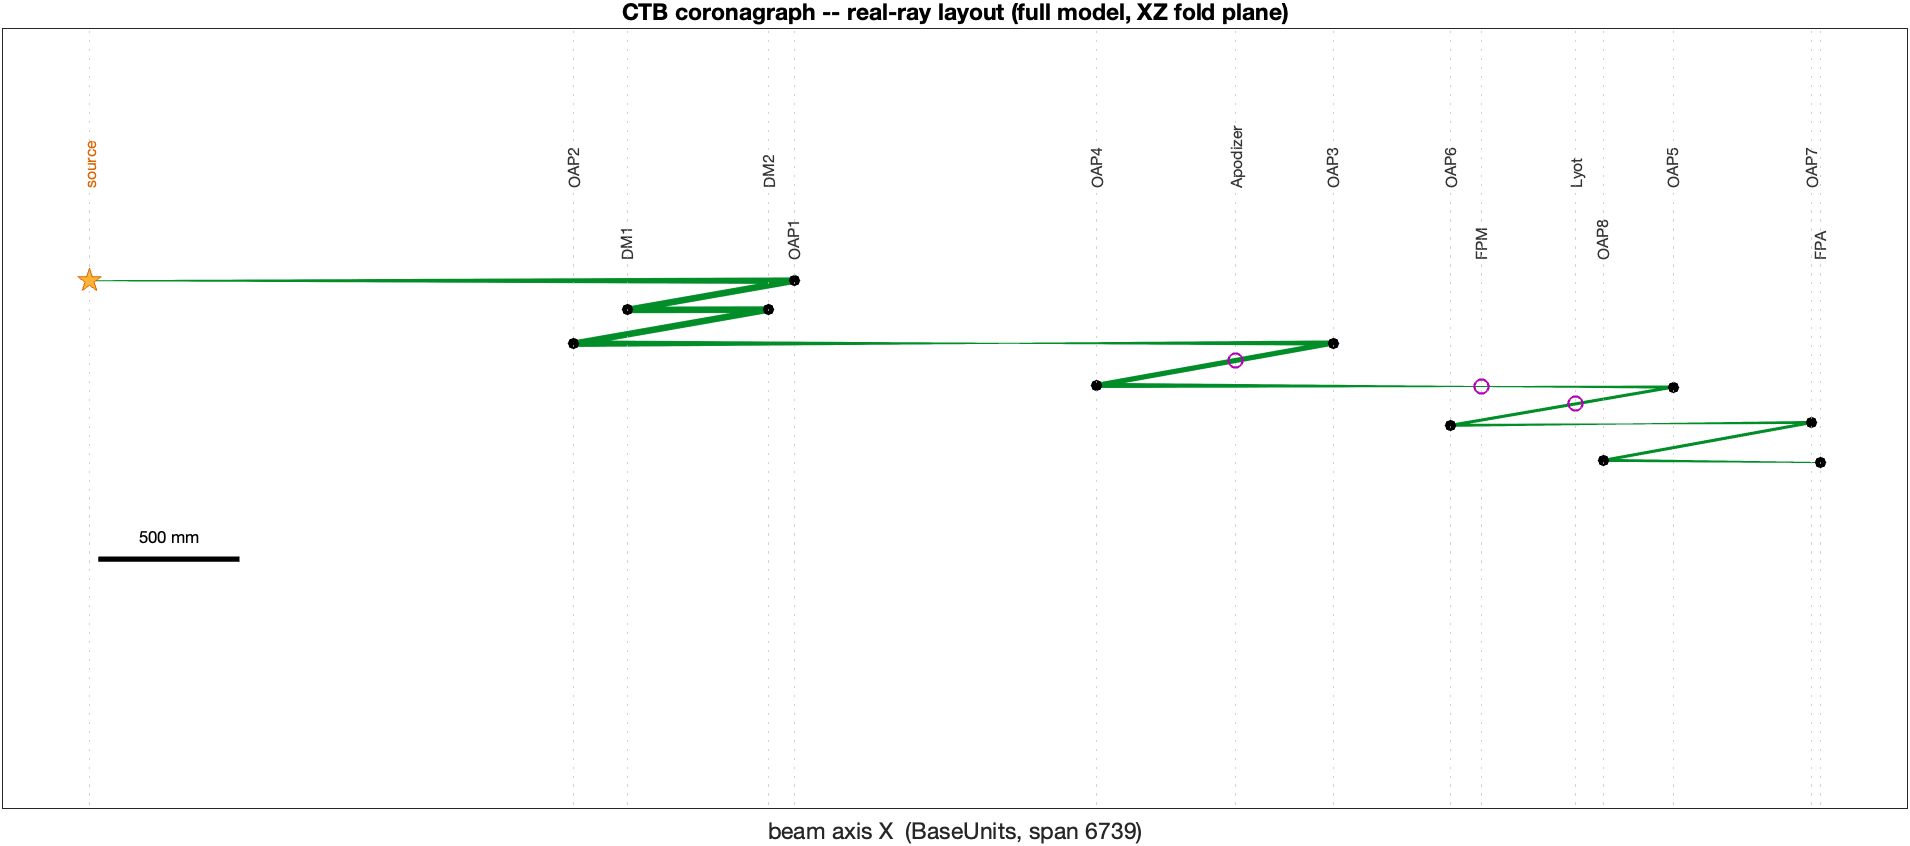 CTB coronagraph -- real-ray layout (full model, XZ fold plane)
source
OAP2
DM1
DM2
OAP1
OAP4
Apodizer
OAP3
OAP6
FPM
Lyot
OAP8
OAP5
OAP7
FPA
500 mm
beam axis X (BaseUnits, span 6739)